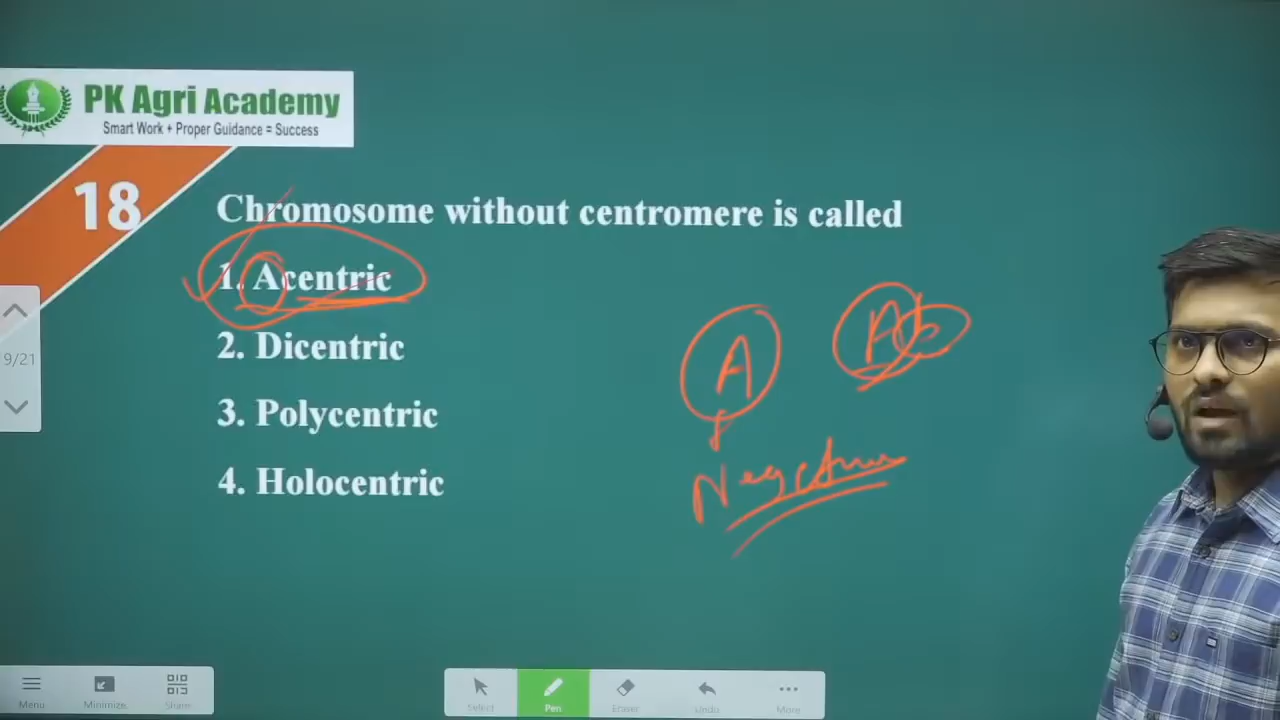 PK Agri Academy
Smart Work + Proper Guidance = Success
18
Chromosome without centromere is called
1. Acentric
2. Dicentric
3. Polycentric
4. Holocentric
A
Ab
Negative
9/21
Menu
Minimize
Share
Select
Pen
Eraser
Undo
More